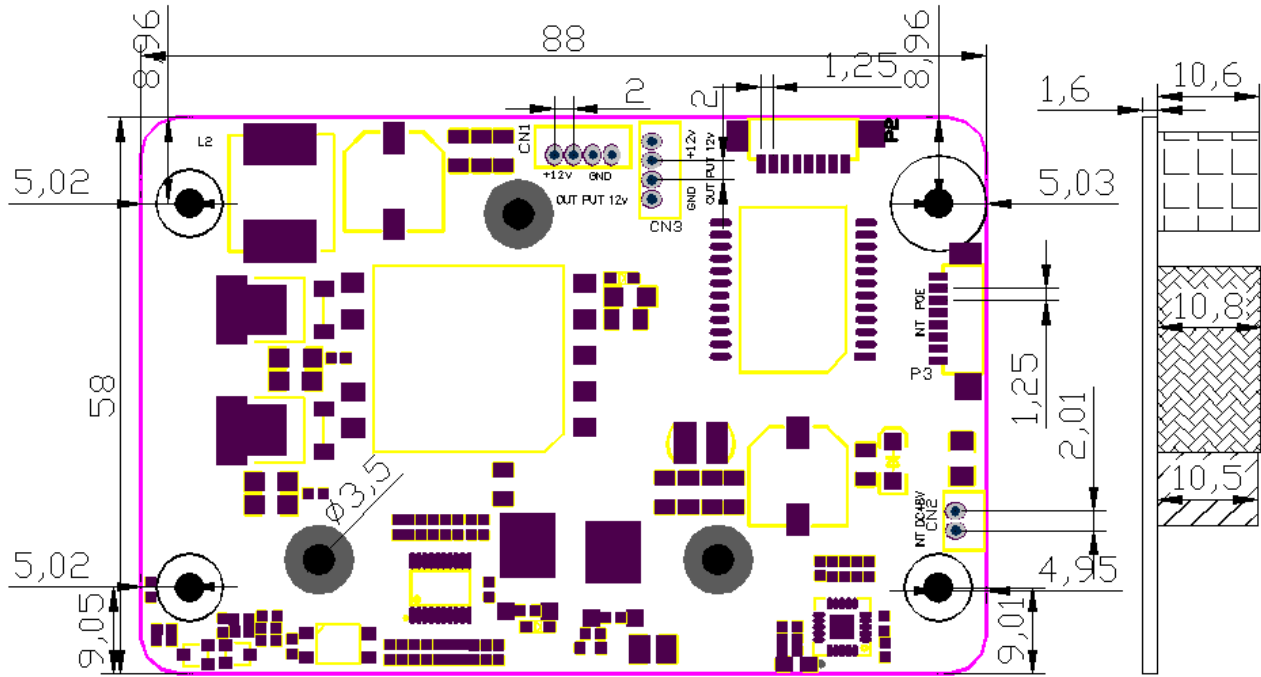 88
8,96
8,96
2
2
1,25
1,6
10,6
L2
CN1
+12v
GND
OUT PUT 12v
+12v
OUT PUT 12v
GND
CN3
P2
5,02
5,03
INT POE
P3
10,8
58
1,25
2,01
Ø3,5
10,5
INT DC48V
CN2
5,02
4,95
9,05
9,01